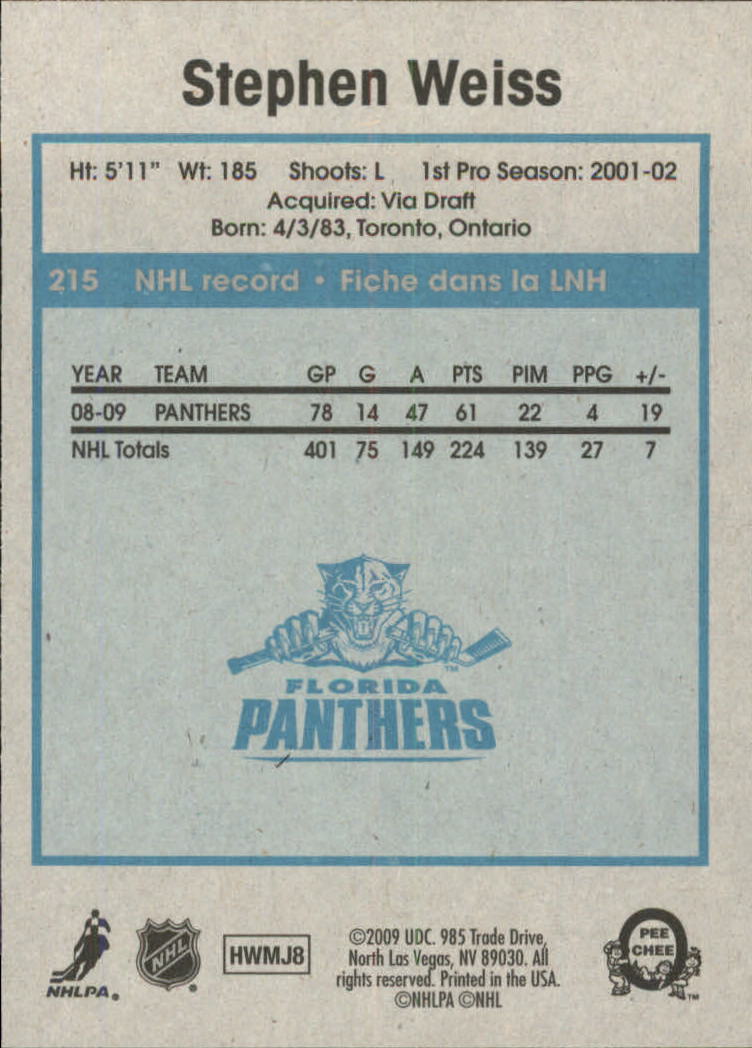 Stephen Weiss
Ht: 5'11" Wt: 185 Shoots: L 1st Pro Season: 2001-02
Acquired: Via Draft
Born: 4/3/83, Toronto, Ontario
215 NHL record • Fiche dans la LNH
YEAR TEAM GP G A PTS PIM PPG +/-
08-09 PANTHERS 78 14 47 61 22 4 19
NHL Totals 401 75 149 224 139 27 7
FLORIDA
PANTHERS
TM
NHLPA®
NHL®
HWMJ8
©2009 UDC. 985 Trade Drive,
North Las Vegas, NV 89030. All
rights reserved. Printed in the USA.
©NHLPA ©NHL
O
PEE
CHEE
TM